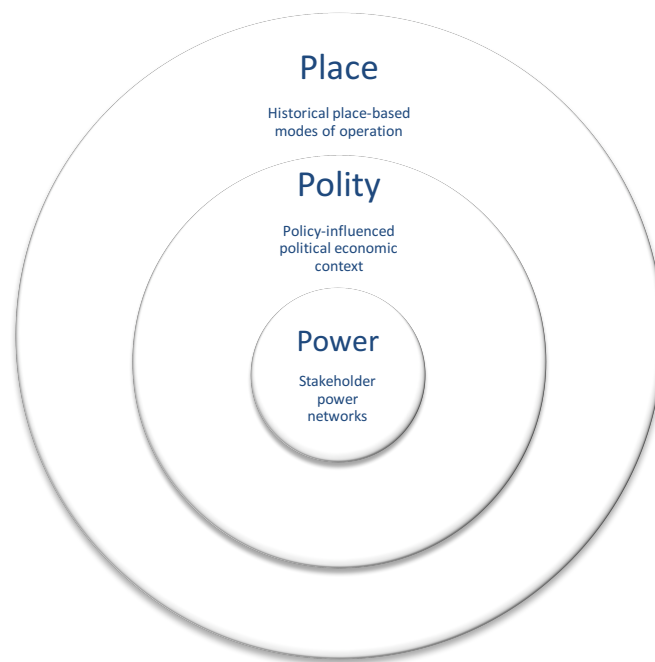 Place
Historical place-based
modes of operation
Polity
Policy-influenced
political economic
context
Power
Stakeholder
power
networks